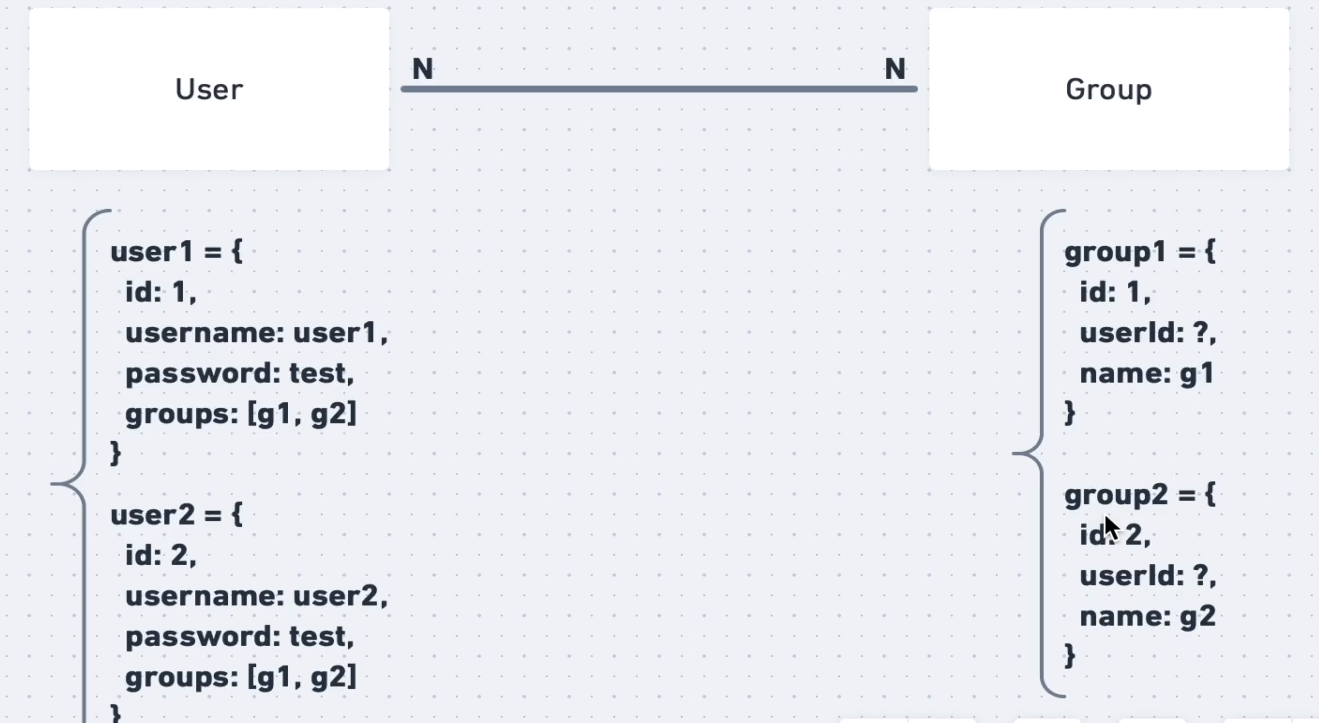 User
N
N
Group
user1 = {
id: 1,
username: user1,
password: test,
groups: [g1, g2]
}
user2 = {
id: 2,
username: user2,
password: test,
groups: [g1, g2]
}
group1 = {
id: 1,
userId: ?,
name: g1
}
group2 = {
id: 2,
userId: ?,
name: g2
}